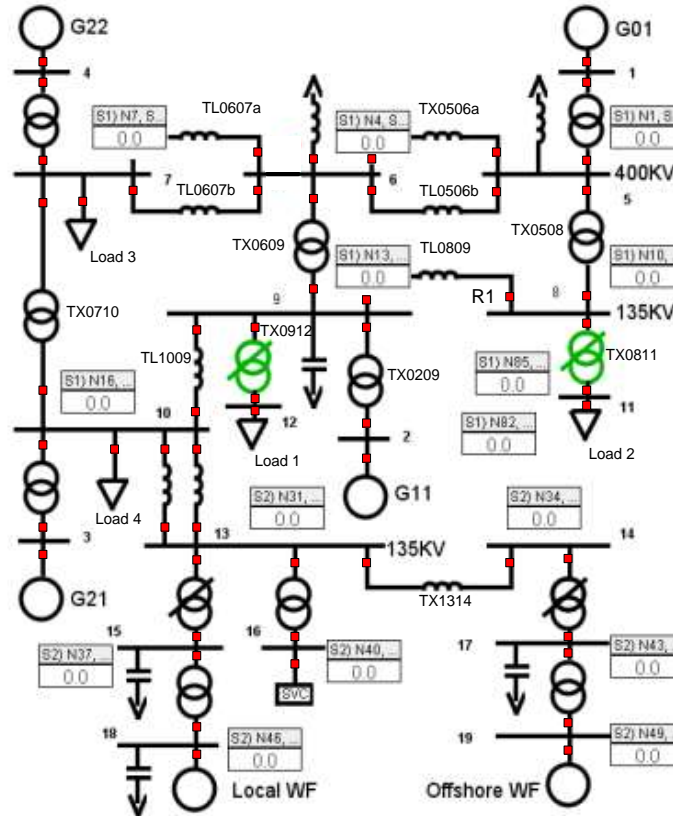 G22
G01
4
1
TL0607a
TX0506a
S1) N7, S...
0.0
S1) N4, S...
0.0
S1) N1, S
0.0
7
TL0607b
6
TL0506b
400KV
5
TX0609
TX0508
Load 3
S1) N13, ...
0.0
TL0809
S1) N10,
0.0
TX0710
9
R1
8
135KV
TX0912
TL1009
S1) N16, ...
0.0
S1) N85, ...
0.0
TX0811
10
12
TX0209
11
S1) N82, ...
0.0
Load 1
2
Load 2
Load 4
S2) N31, ...
0.0
G11
S2) N34, ...
0.0
3
13
135KV
14
G21
TX1314
15
16
17
S2) N37, ...
0.0
S2) N40, ...
0.0
S2) N43, ...
0.0
SVC
18
S2) N46, ...
0.0
19
S2) N49, ...
0.0
Local WF
Offshore WF